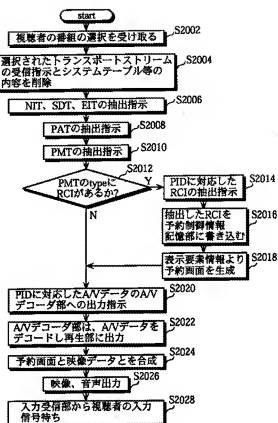 start
S2002
視聴者の番組の選択を受け取る
S2004
選択されたトランスポートストリーム
の受信指示とシステムテーブル等の
内容を削除
S2006
NIT、SDT、EITの抽出指示
S2008
PATの抽出指示
S2010
PMTの抽出指示
S2012
PMTのtypeに
RCIがあるか?
Y
N
S2014
PIDに対応した
RCIの抽出指示
S2016
抽出したRCIを
予約制御情報
記憶部に書き込む
S2018
表示要素情報より
予約画面を生成
S2020
PIDに対応したA/VデータのA/V
デコーダ部への出力指示
S2022
A/Vデコーダ部は、A/Vデータを
デコードし再生部に出力
S2024
予約画面と映像データとを合成
S2026
映像、音声出力
S2028
入力受信部から視聴者の入力
信号待ち